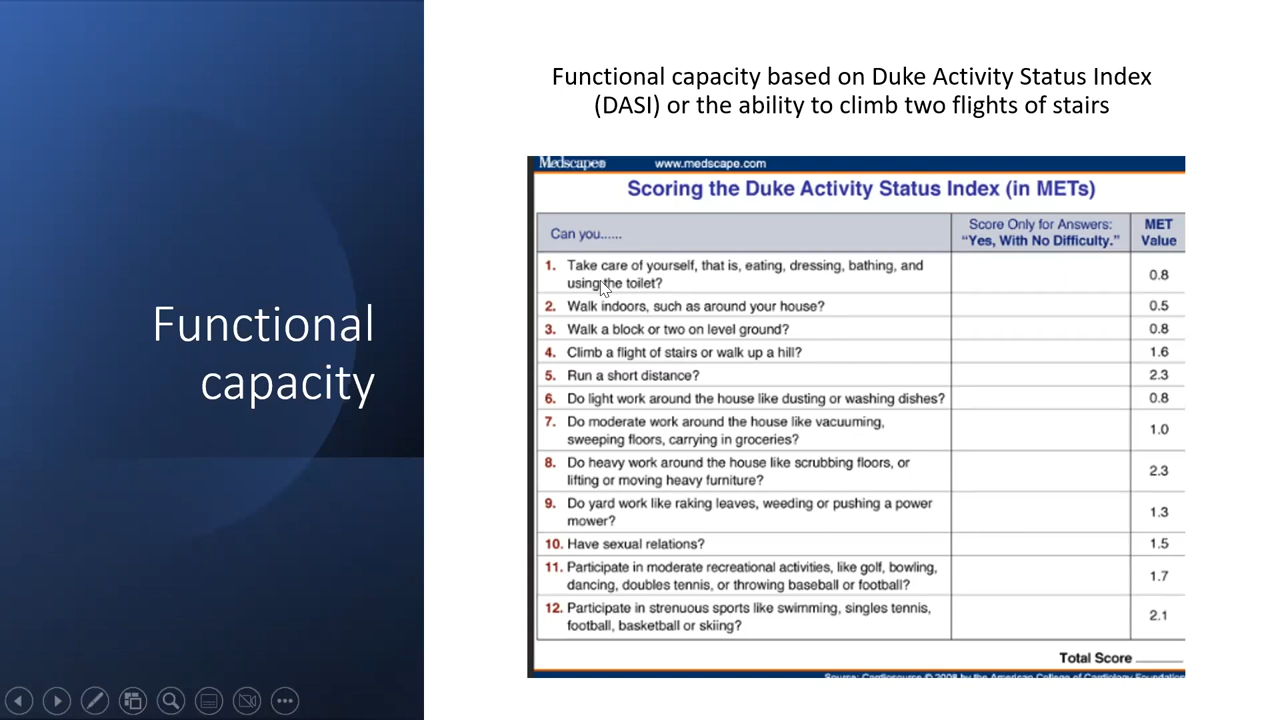 Functional
capacity
Functional capacity based on Duke Activity Status Index
(DASI) or the ability to climb two flights of stairs
Medscape® www.medscape.com
Scoring the Duke Activity Status Index (in METs)
Can you......
Score Only for Answers:
"Yes, With No Difficulty."
MET
Value
1. Take care of yourself, that is, eating, dressing, bathing, and
using the toilet?
0.8
2. Walk indoors, such as around your house? 0.5
3. Walk a block or two on level ground? 0.8
4. Climb a flight of stairs or walk up a hill? 1.6
5. Run a short distance? 2.3
6. Do light work around the house like dusting or washing dishes? 0.8
7. Do moderate work around the house like vacuuming,
sweeping floors, carrying in groceries?
1.0
8. Do heavy work around the house like scrubbing floors, or
lifting or moving heavy furniture?
2.3
9. Do yard work like raking leaves, weeding or pushing a power
mower?
1.3
10. Have sexual relations? 1.5
11. Participate in moderate recreational activities, like golf, bowling,
dancing, doubles tennis, or throwing baseball or football?
1.7
12. Participate in strenuous sports like swimming, singles tennis,
football, basketball or skiing?
2.1
Total Score
Source: Cardiosource © 2008 by the American College of Cardiology Foundation